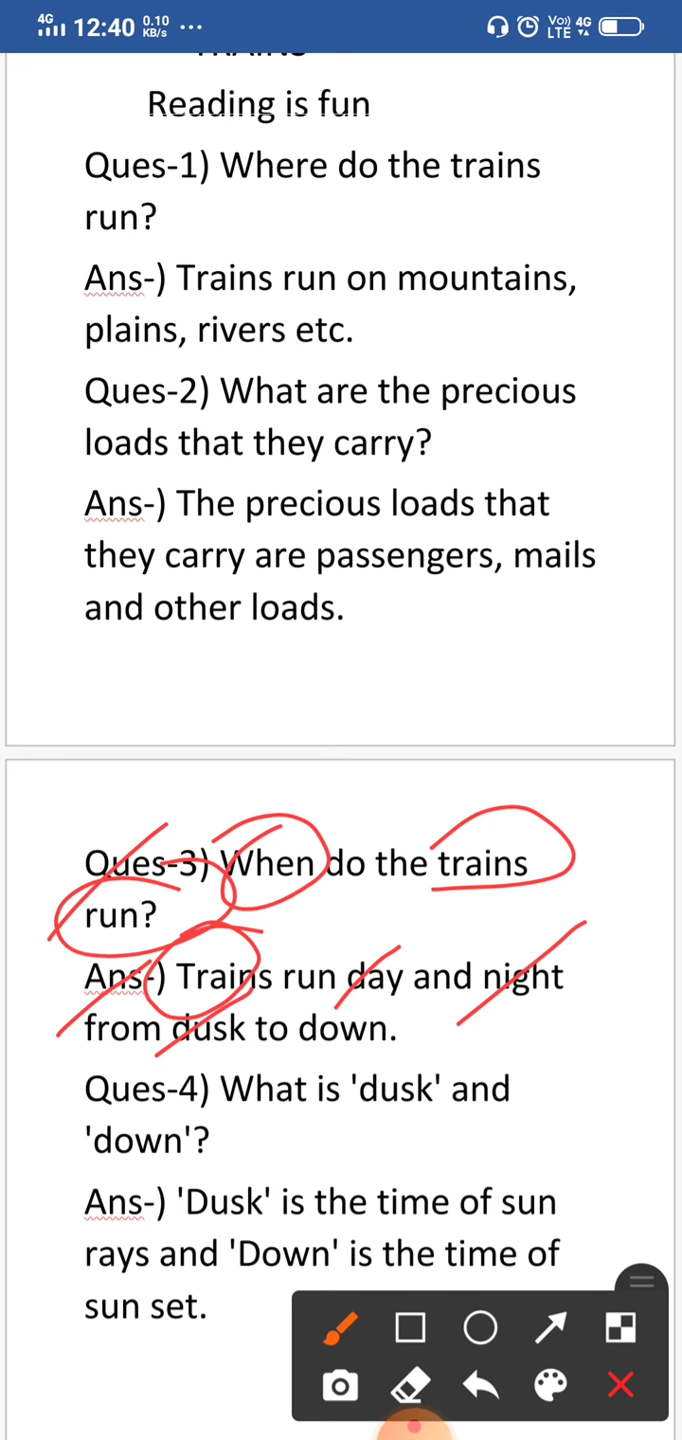 4G 12:40 0.10 KB/s ... Vo)) LTE 4G
Reading is fun
Ques-1) Where do the trains
run?
Ans-) Trains run on mountains,
plains, rivers etc.
Ques-2) What are the precious
loads that they carry?
Ans-) The precious loads that
they carry are passengers, mails
and other loads.
Ques-3) When do the trains
run?
Ans-) Trains run day and night
from dusk to down.
Ques-4) What is 'dusk' and
'down'?
Ans-) 'Dusk' is the time of sun
rays and 'Down' is the time of
sun set.